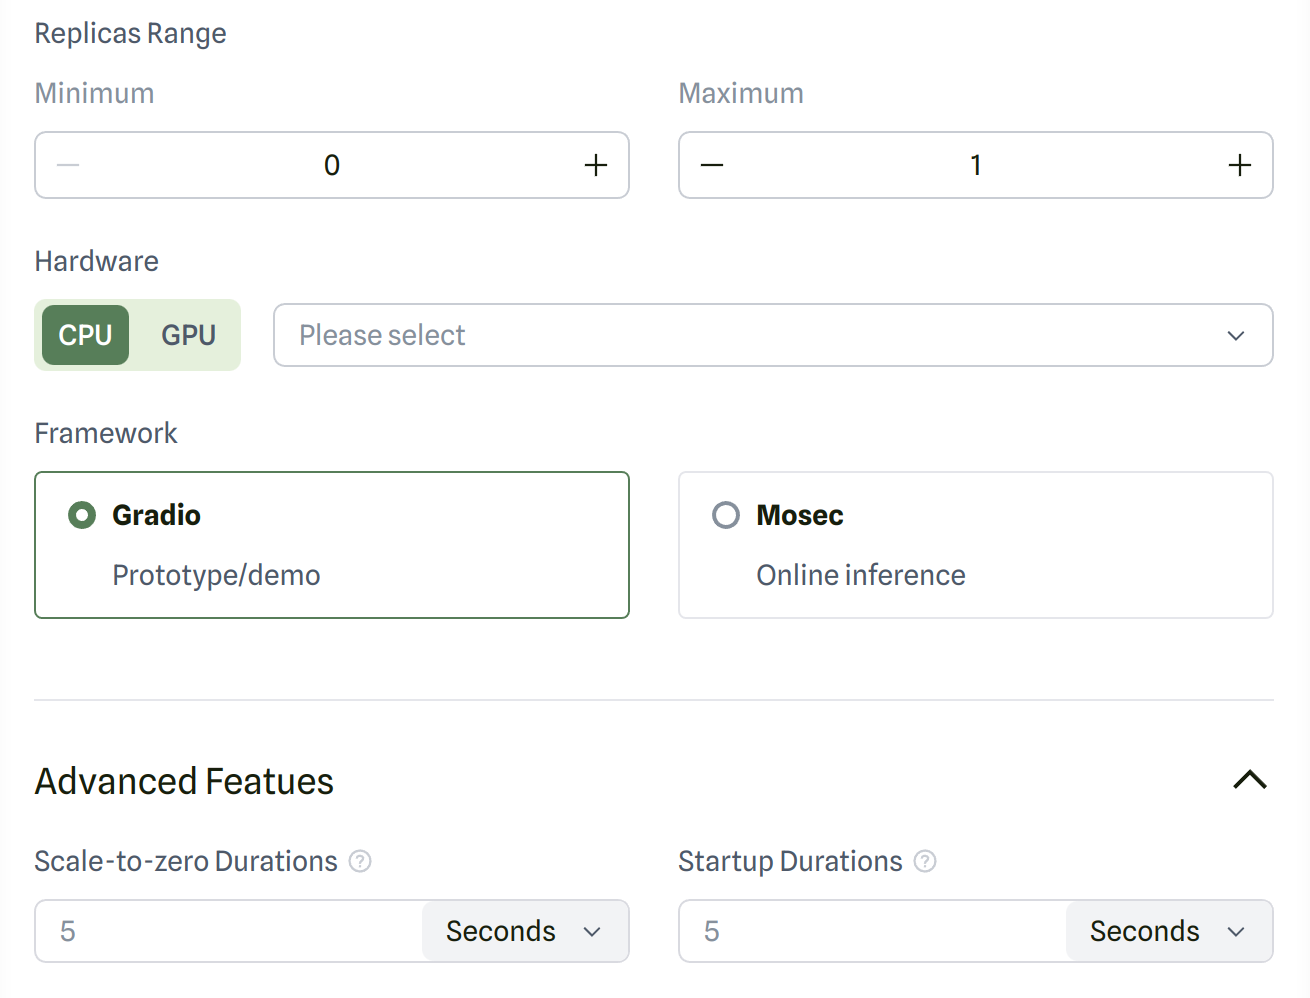 Replicas Range
Minimum
Maximum
0
1
Hardware
CPU GPU Please select
Framework
Gradio
Prototype/demo
Mosec
Online inference
Advanced Featues
Scale-to-zero Durations ?
Startup Durations ?
5 Seconds
5 Seconds